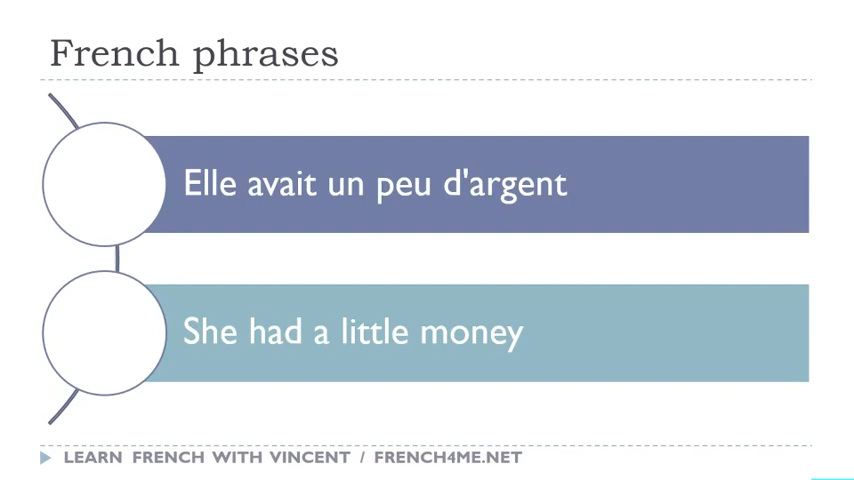 French phrases
Elle avait un peu d'argent
She had a little money
LEARN FRENCH WITH VINCENT / FRENCH4ME.NET